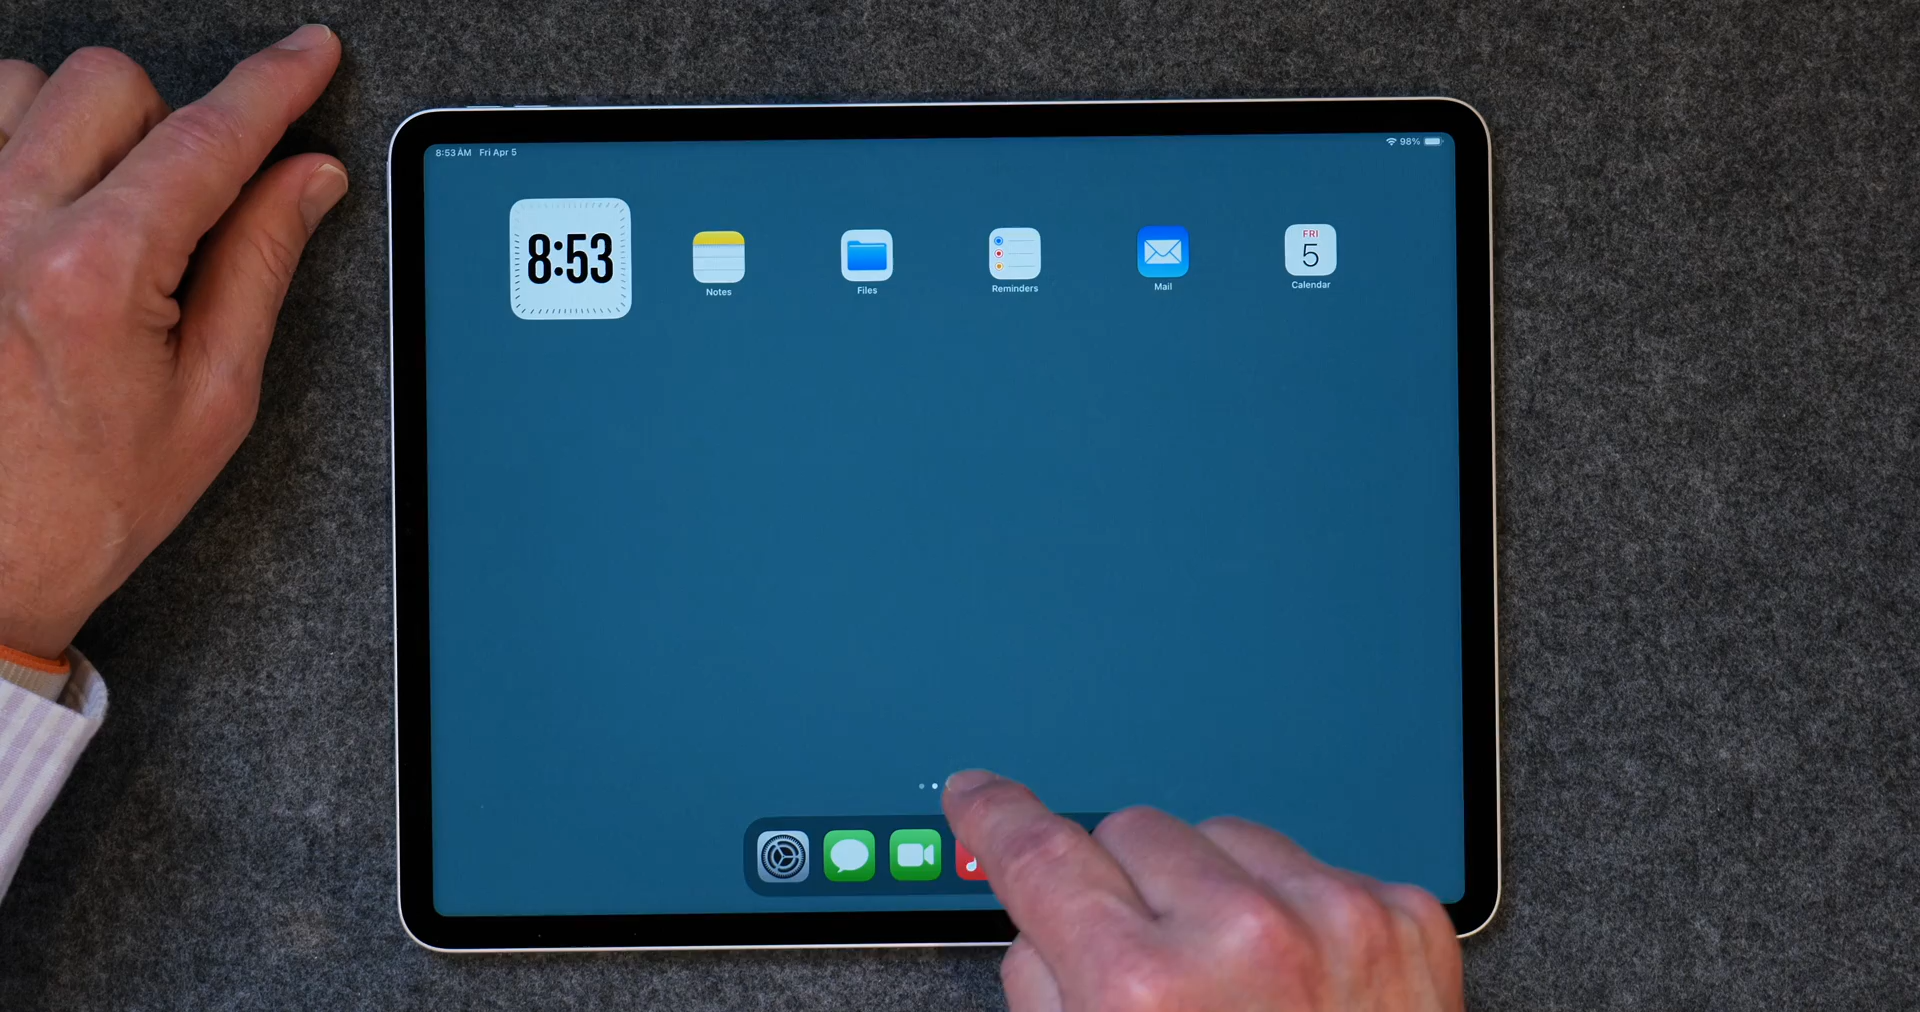 8:53 AM Fri Apr 5
98%
8:53
Notes
Files
Reminders
Mail
FRI
5
Calendar